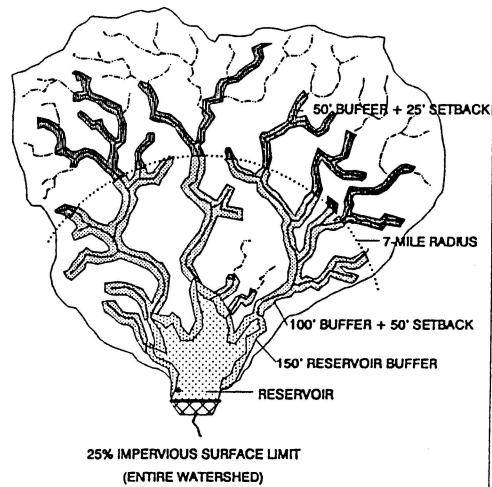 50' BUFFER + 25' SETBACK
7-MILE RADIUS
100' BUFFER + 50' SETBACK
150' RESERVOIR BUFFER
RESERVOIR
25% IMPERVIOUS SURFACE LIMIT
(ENTIRE WATERSHED)